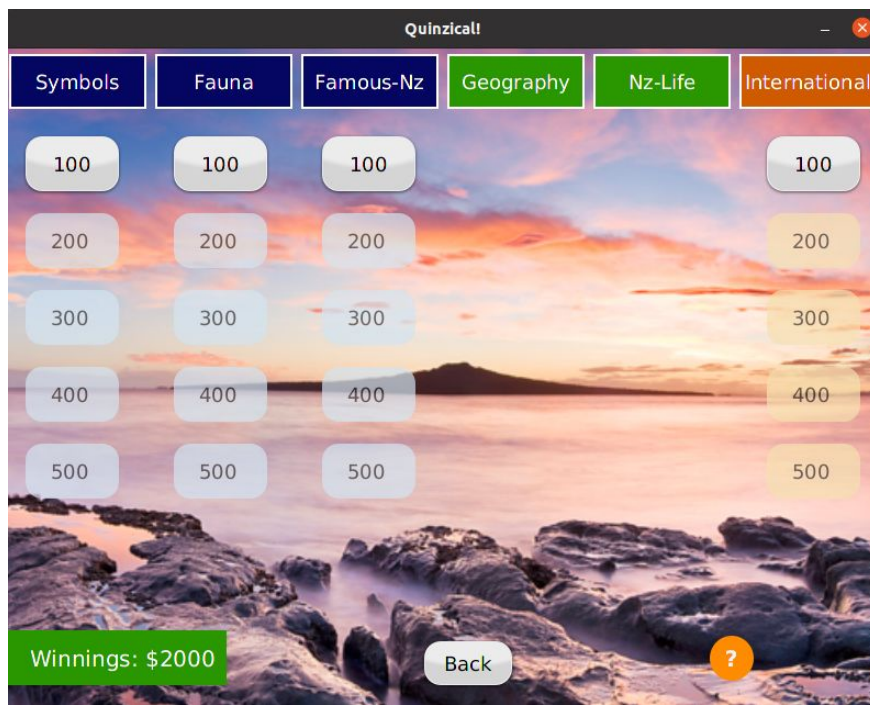 Quinzical!
Symbols Fauna Famous-Nz Geography Nz-Life International
100 100 100 100
200 200 200 200
300 300 300 300
400 400 400 400
500 500 500 500
Winnings: $2000 Back ?